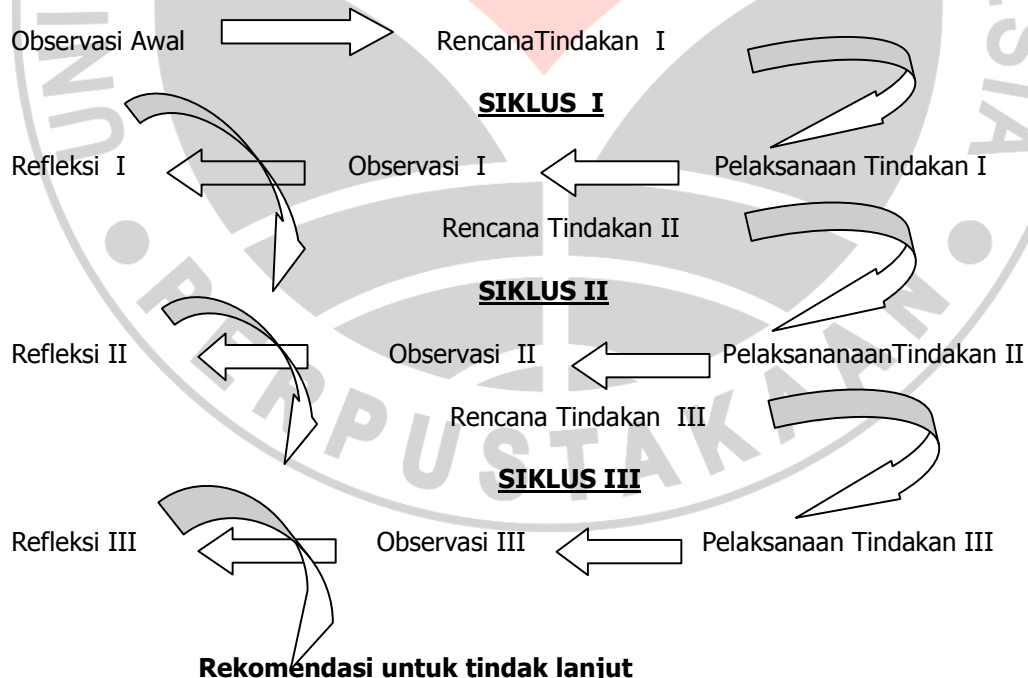 Observasi Awal RencanaTindakan I
SIKLUS I
Refleksi I Observasi I Pelaksanaan Tindakan I
Rencana Tindakan II
SIKLUS II
Refleksi II Observasi II PelaksananaanTindakan II
Rencana Tindakan III
SIKLUS III
Refleksi III Observasi III Pelaksanaan Tindakan III
Rekomendasi untuk tindak lanjut
PERPUSTAKAAN